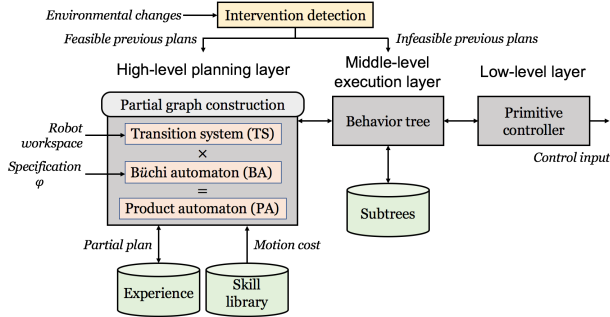 Environmental changes
Intervention detection
Feasible previous plans
Infeasible previous plans
High-level planning layer
Middle-level
execution layer
Low-level layer
Partial graph construction
Robot
workspace
Transition system (TS)
×
Specification
φ
Büchi automaton (BA)
=
Product automaton (PA)
Behavior tree
Primitive
controller
Control input
Subtrees
Partial plan
Motion cost
Experience
Skill
library